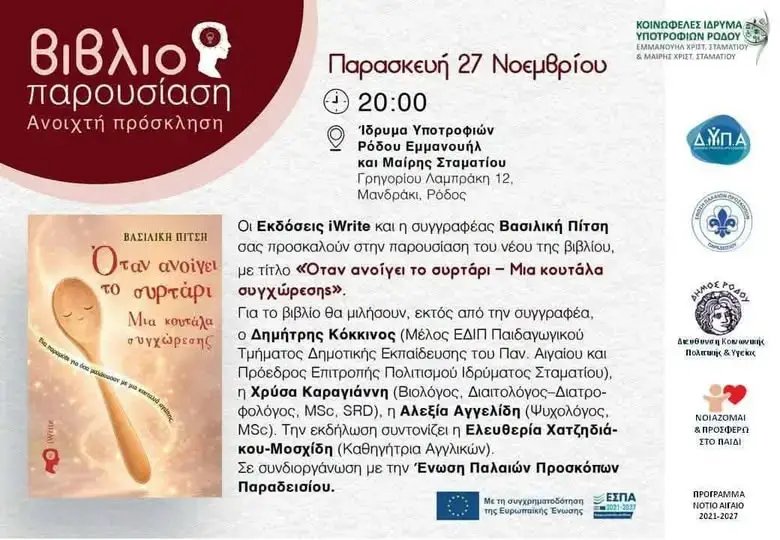 βιβλιο
παρουσίαση
Ανοιχτή πρόσκληση
Παρασκευή 27 Νοεμβρίου
20:00
Ίδρυμα Υποτροφιών
Ρόδου Εμμανουήλ
και Μαίρης Σταματίου
Γρηγορίου Λαμπράκη 12,
Μανδράκι, Ρόδος
ΚΟΙΝΩΦΕΛΕΣ ΙΔΡΥΜΑ
ΥΠΟΤΡΟΦΙΩΝ ΡΟΔΟΥ
ΕΜΜΑΝΟΥΗΛ ΧΡΙΣΤ. ΣΤΑΜΑΤΙΟΥ
& ΜΑΙΡΗΣ ΧΡΙΣΤ. ΣΤΑΜΑΤΙΟΥ
ΒΑΣΙΛΙΚΗ ΠΙΤΣΗ
Όταν ανοίγει
το συρτάρι
Μια κουτάλα
συγχώρεσης
iWrite
Οι Εκδόσεις iWrite και η συγγραφέας Βασιλική Πίτση
σας προσκαλούν στην παρουσίαση του νέου της βιβλίου,
με τίτλο «Όταν ανοίγει το συρτάρι – Μια κουτάλα
συγχώρεσης».
Για το βιβλίο θα μιλήσουν, εκτός από την συγγραφέα,
ο Δημήτρης Κόκκινος (Μέλος ΕΔΙΠ Παιδαγωγικού
Τμήματος Δημοτικής Εκπαίδευσης του Παν. Αιγαίου και
Πρόεδρος Επιτροπής Πολιτισμού Ιδρύματος Σταματίου),
η Χρύσα Καραγιάννη (Βιολόγος, Διαιτολόγος–Διατρο-
φολόγος, MSc, SRD), η Αλεξία Αγγελίδη (Ψυχολόγος,
MSc). Την εκδήλωση συντονίζει η Ελευθερία Χατζηδιά-
κου-Μοσχίδη (Καθηγήτρια Αγγλικών).
Σε συνδιοργάνωση με την Ένωση Παλαιών Προσκόπων
Παραδεισίου.
Με τη συγχρηματοδότηση
της Ευρωπαϊκής Ένωσης
ΕΣΠΑ
2021-2027
Δ.ΥΠ.Α
ΔΗΜΟΣ ΡΟΔΟΥ
Διεύθυνση Κοινωνικής
Πολιτικής & Υγείας
ΝΟΙΑΖΟΜΑΙ
& ΠΡΟΣΦΕΡΩ
ΣΤΟ ΠΑΙΔΙ
ΠΡΟΓΡΑΜΜΑ
ΝΟΤΙΟ ΑΙΓΑΙΟ
2021-2027